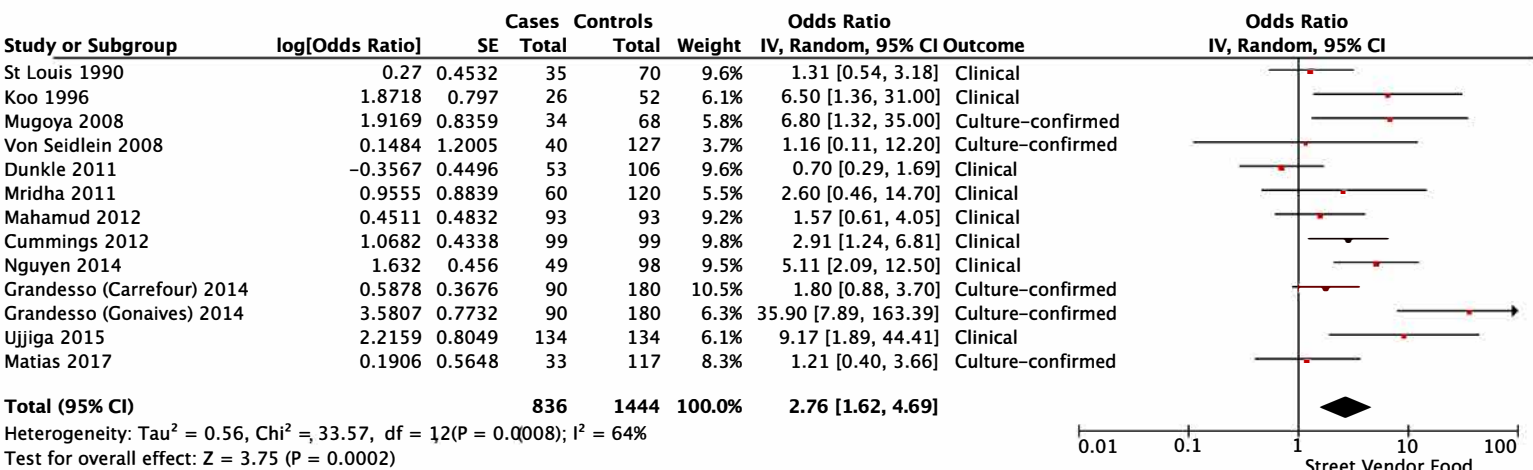 Cases Controls Odds Ratio Odds Ratio
Study or Subgroup log[Odds Ratio] SE Total Total Weight IV, Random, 95% CI Outcome IV, Random, 95% CI
St Louis 1990 0.27 0.4532 35 70 9.6% 1.31 [0.54, 3.18] Clinical
Koo 1996 1.8718 0.797 26 52 6.1% 6.50 [1.36, 31.00] Clinical
Mugoya 2008 1.9169 0.8359 34 68 5.8% 6.80 [1.32, 35.00] Culture-confirmed
Von Seidlein 2008 0.1484 1.2005 40 127 3.7% 1.16 [0.11, 12.20] Culture-confirmed
Dunkle 2011 −0.3567 0.4496 53 106 9.6% 0.70 [0.29, 1.69] Clinical
Mridha 2011 0.9555 0.8839 60 120 5.5% 2.60 [0.46, 14.70] Clinical
Mahamud 2012 0.4511 0.4832 93 93 9.2% 1.57 [0.61, 4.05] Clinical
Cummings 2012 1.0682 0.4338 99 99 9.8% 2.91 [1.24, 6.81] Clinical
Nguyen 2014 1.632 0.456 49 98 9.5% 5.11 [2.09, 12.50] Clinical
Grandesso (Carrefour) 2014 0.5878 0.3676 90 180 10.5% 1.80 [0.88, 3.70] Culture-confirmed
Grandesso (Gonaives) 2014 3.5807 0.7732 90 180 6.3% 35.90 [7.89, 163.39] Culture-confirmed
Ujjiga 2015 2.2159 0.8049 134 134 6.1% 9.17 [1.89, 44.41] Clinical
Matias 2017 0.1906 0.5648 33 117 8.3% 1.21 [0.40, 3.66] Culture-confirmed
Total (95% CI) 836 1444 100.0% 2.76 [1.62, 4.69]
Heterogeneity: Tau² = 0.56, Chi² = 33.57, df = 12(P = 0.0008); I² = 64%
Test for overall effect: Z = 3.75 (P = 0.0002)
0.01 0.1 1 10 100
Street Vendor Food